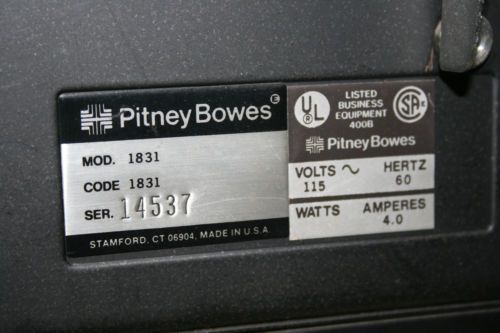 PitneyBowes
MOD. 1831
CODE 1831
SER. 14537
STAMFORD, CT 06904, MADE IN U.S.A.
UL
LISTED
BUSINESS
EQUIPMENT
400B
SA
PitneyBowes
VOLTS ~ HERTZ
115 60
WATTS AMPERES
4.0